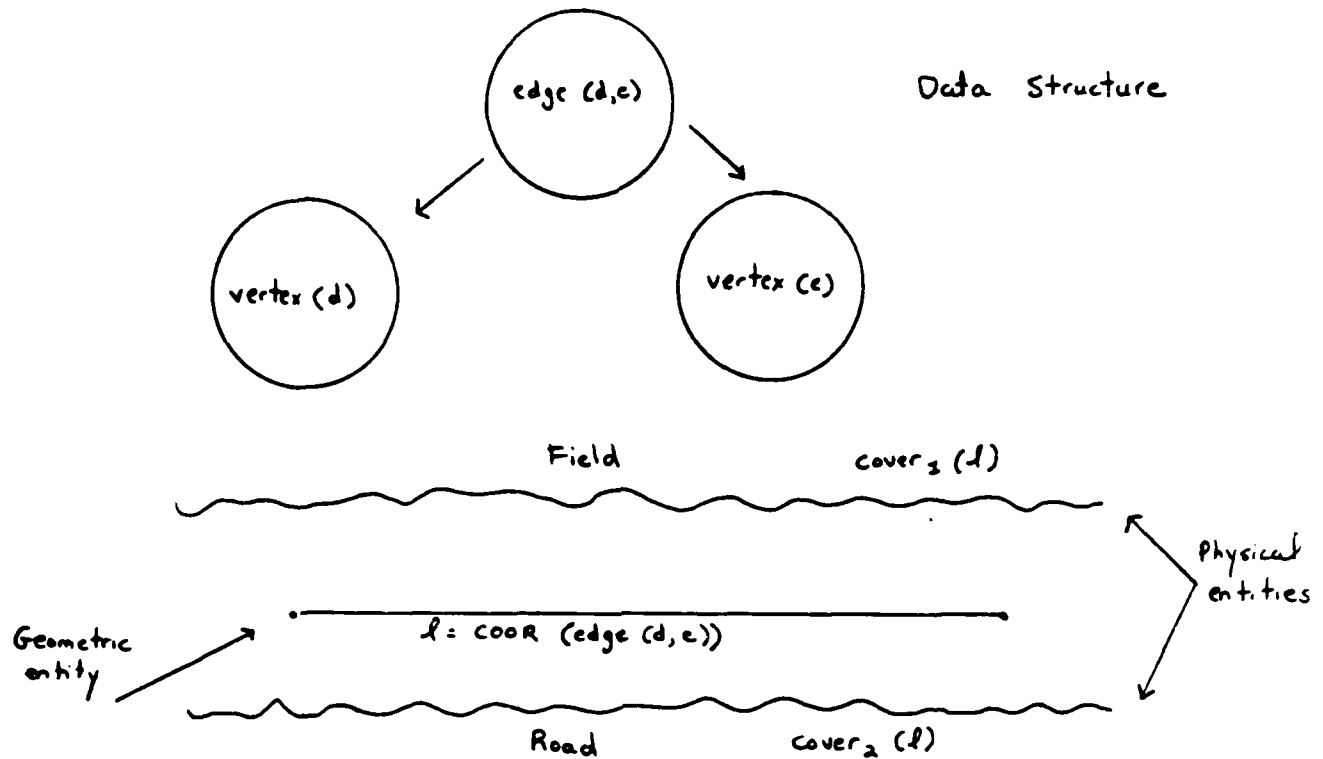 edge (d,e)
Data Structure
vertex (d)
vertex (e)
Field
cover₁ (l)
Physical
entities
l = COOR (edge (d,e))
Geometric
entity
Road
cover₂ (l)